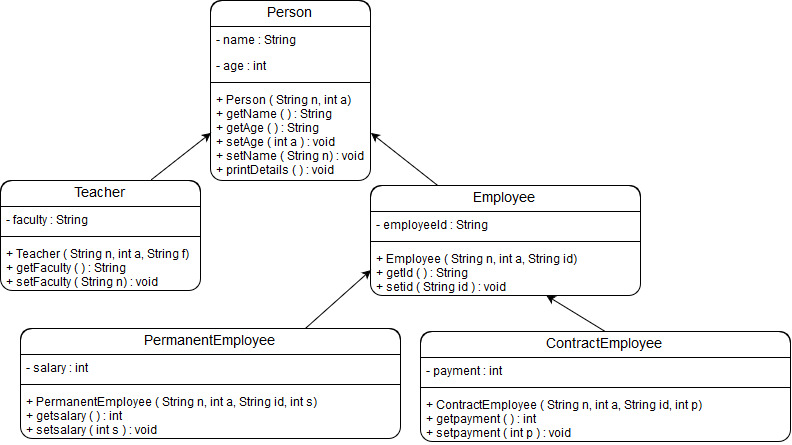 Person
- name : String
- age : int
+ Person ( String n, int a)
+ getName ( ) : String
+ getAge ( ) : String
+ setAge ( int a ) : void
+ setName ( String n) : void
+ printDetails ( ) : void
Teacher
- faculty : String
+ Teacher ( String n, int a, String f)
+ getFaculty ( ) : String
+ setFaculty ( String n) : void
Employee
- employeeId : String
+ Employee ( String n, int a, String id)
+ getId ( ) : String
+ setid ( String id ) : void
PermanentEmployee
- salary : int
+ PermanentEmployee ( String n, int a, String id, int s)
+ getsalary ( ) : int
+ setsalary ( int s ) : void
ContractEmployee
- payment : int
+ ContractEmployee ( String n, int a, String id, int p)
+ getpayment ( ) : int
+ setpayment ( int p ) : void